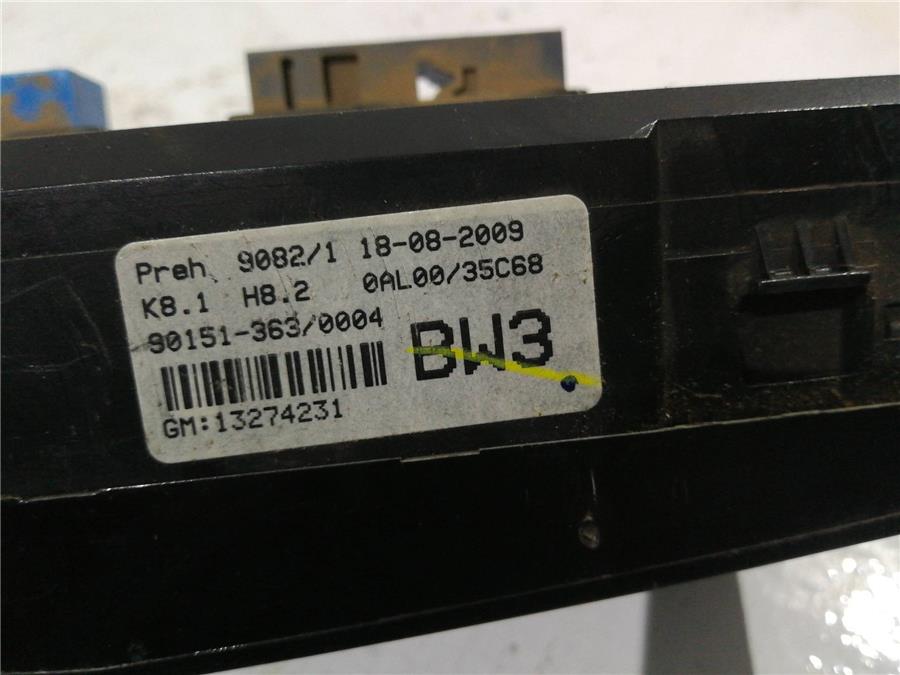 Preh 9082/1 18-08-2009
K8.1 H8.2 0AL00/35C68
90151-363/0004
BW3
GM:13274231